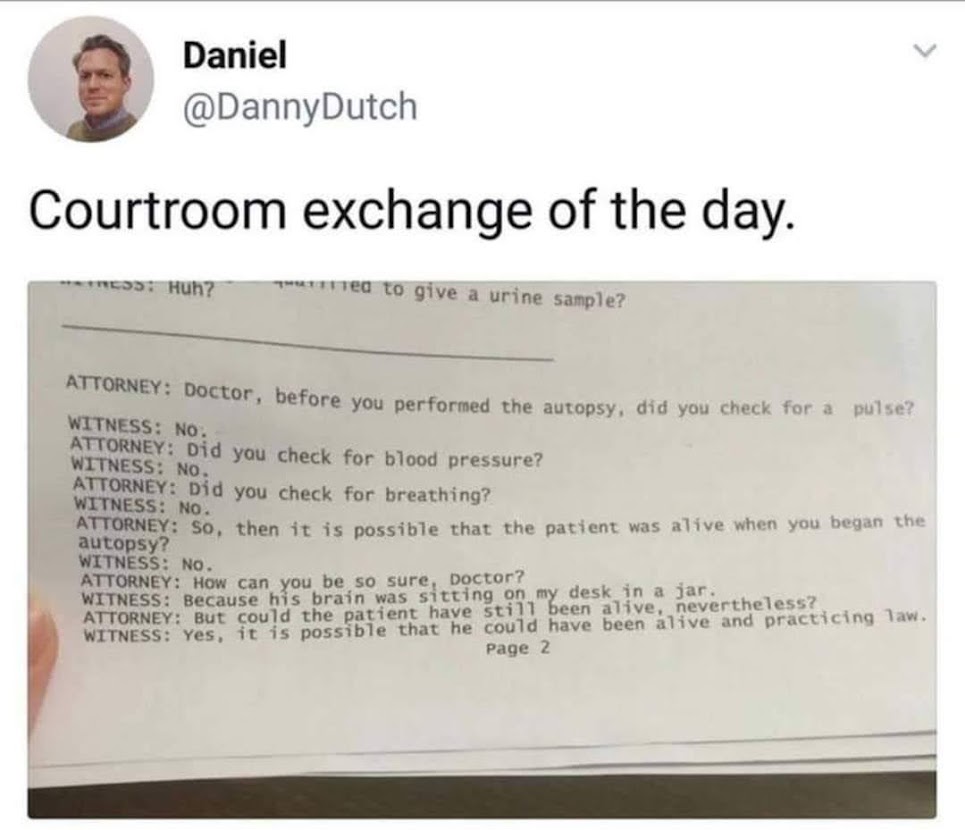 Daniel
@DannyDutch
Courtroom exchange of the day.
Huh?
to give a urine sample?
ATTORNEY: Doctor, before you performed the autopsy, did you check for a pulse?
WITNESS: No.
ATTORNEY: Did you check for blood pressure?
WITNESS: No.
ATTORNEY: Did you check for breathing?
WITNESS: No.
ATTORNEY: So, then it is possible that the patient was alive when you began the
autopsy?
WITNESS: No.
ATTORNEY: How can you be so sure, Doctor?
WITNESS: Because his brain was sitting on my desk in a jar.
ATTORNEY: But could the patient have still been alive, nevertheless?
WITNESS: Yes, it is possible that he could have been alive and practicing law.
Page 2